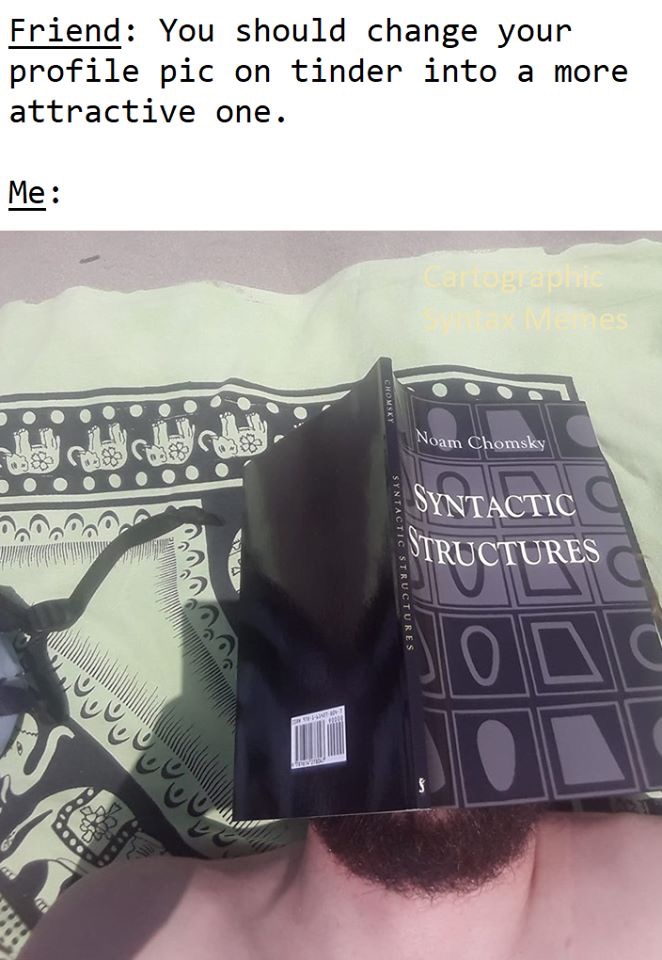 Friend: You should change your
profile pic on tinder into a more
attractive one.
Me:
Cartographic
Syntax Memes
CHOMSKY
SYNTACTIC STRUCTURES
Noam Chomsky
SYNTACTIC
STRUCTURES